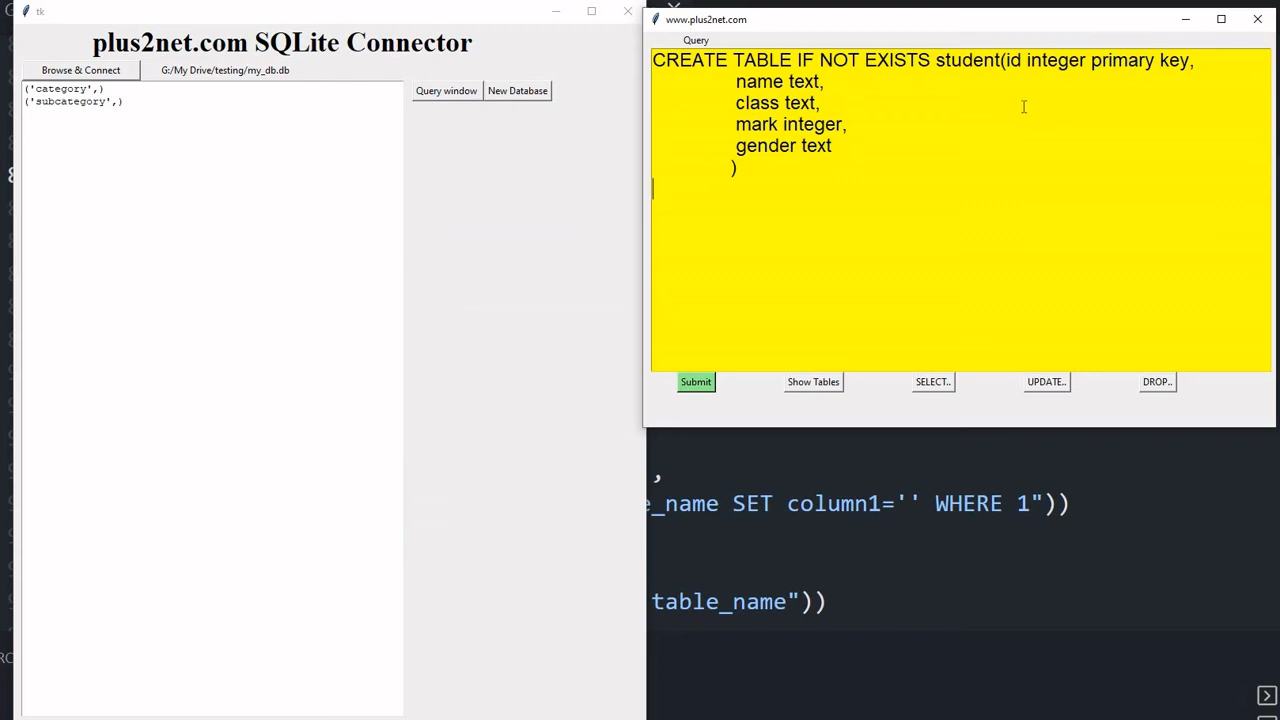 tk
plus2net.com SQLite Connector
Browse & Connect
G:/My Drive/testing/my_db.db
('category',)
('subcategory',)
Query window
New Database
www.plus2net.com
Query
CREATE TABLE IF NOT EXISTS student(id integer primary key,
name text,
class text,
mark integer,
gender text
)
Submit
Show Tables
SELECT..
UPDATE..
DROP..
,
_name SET column1='' WHERE 1"))
table_name"))